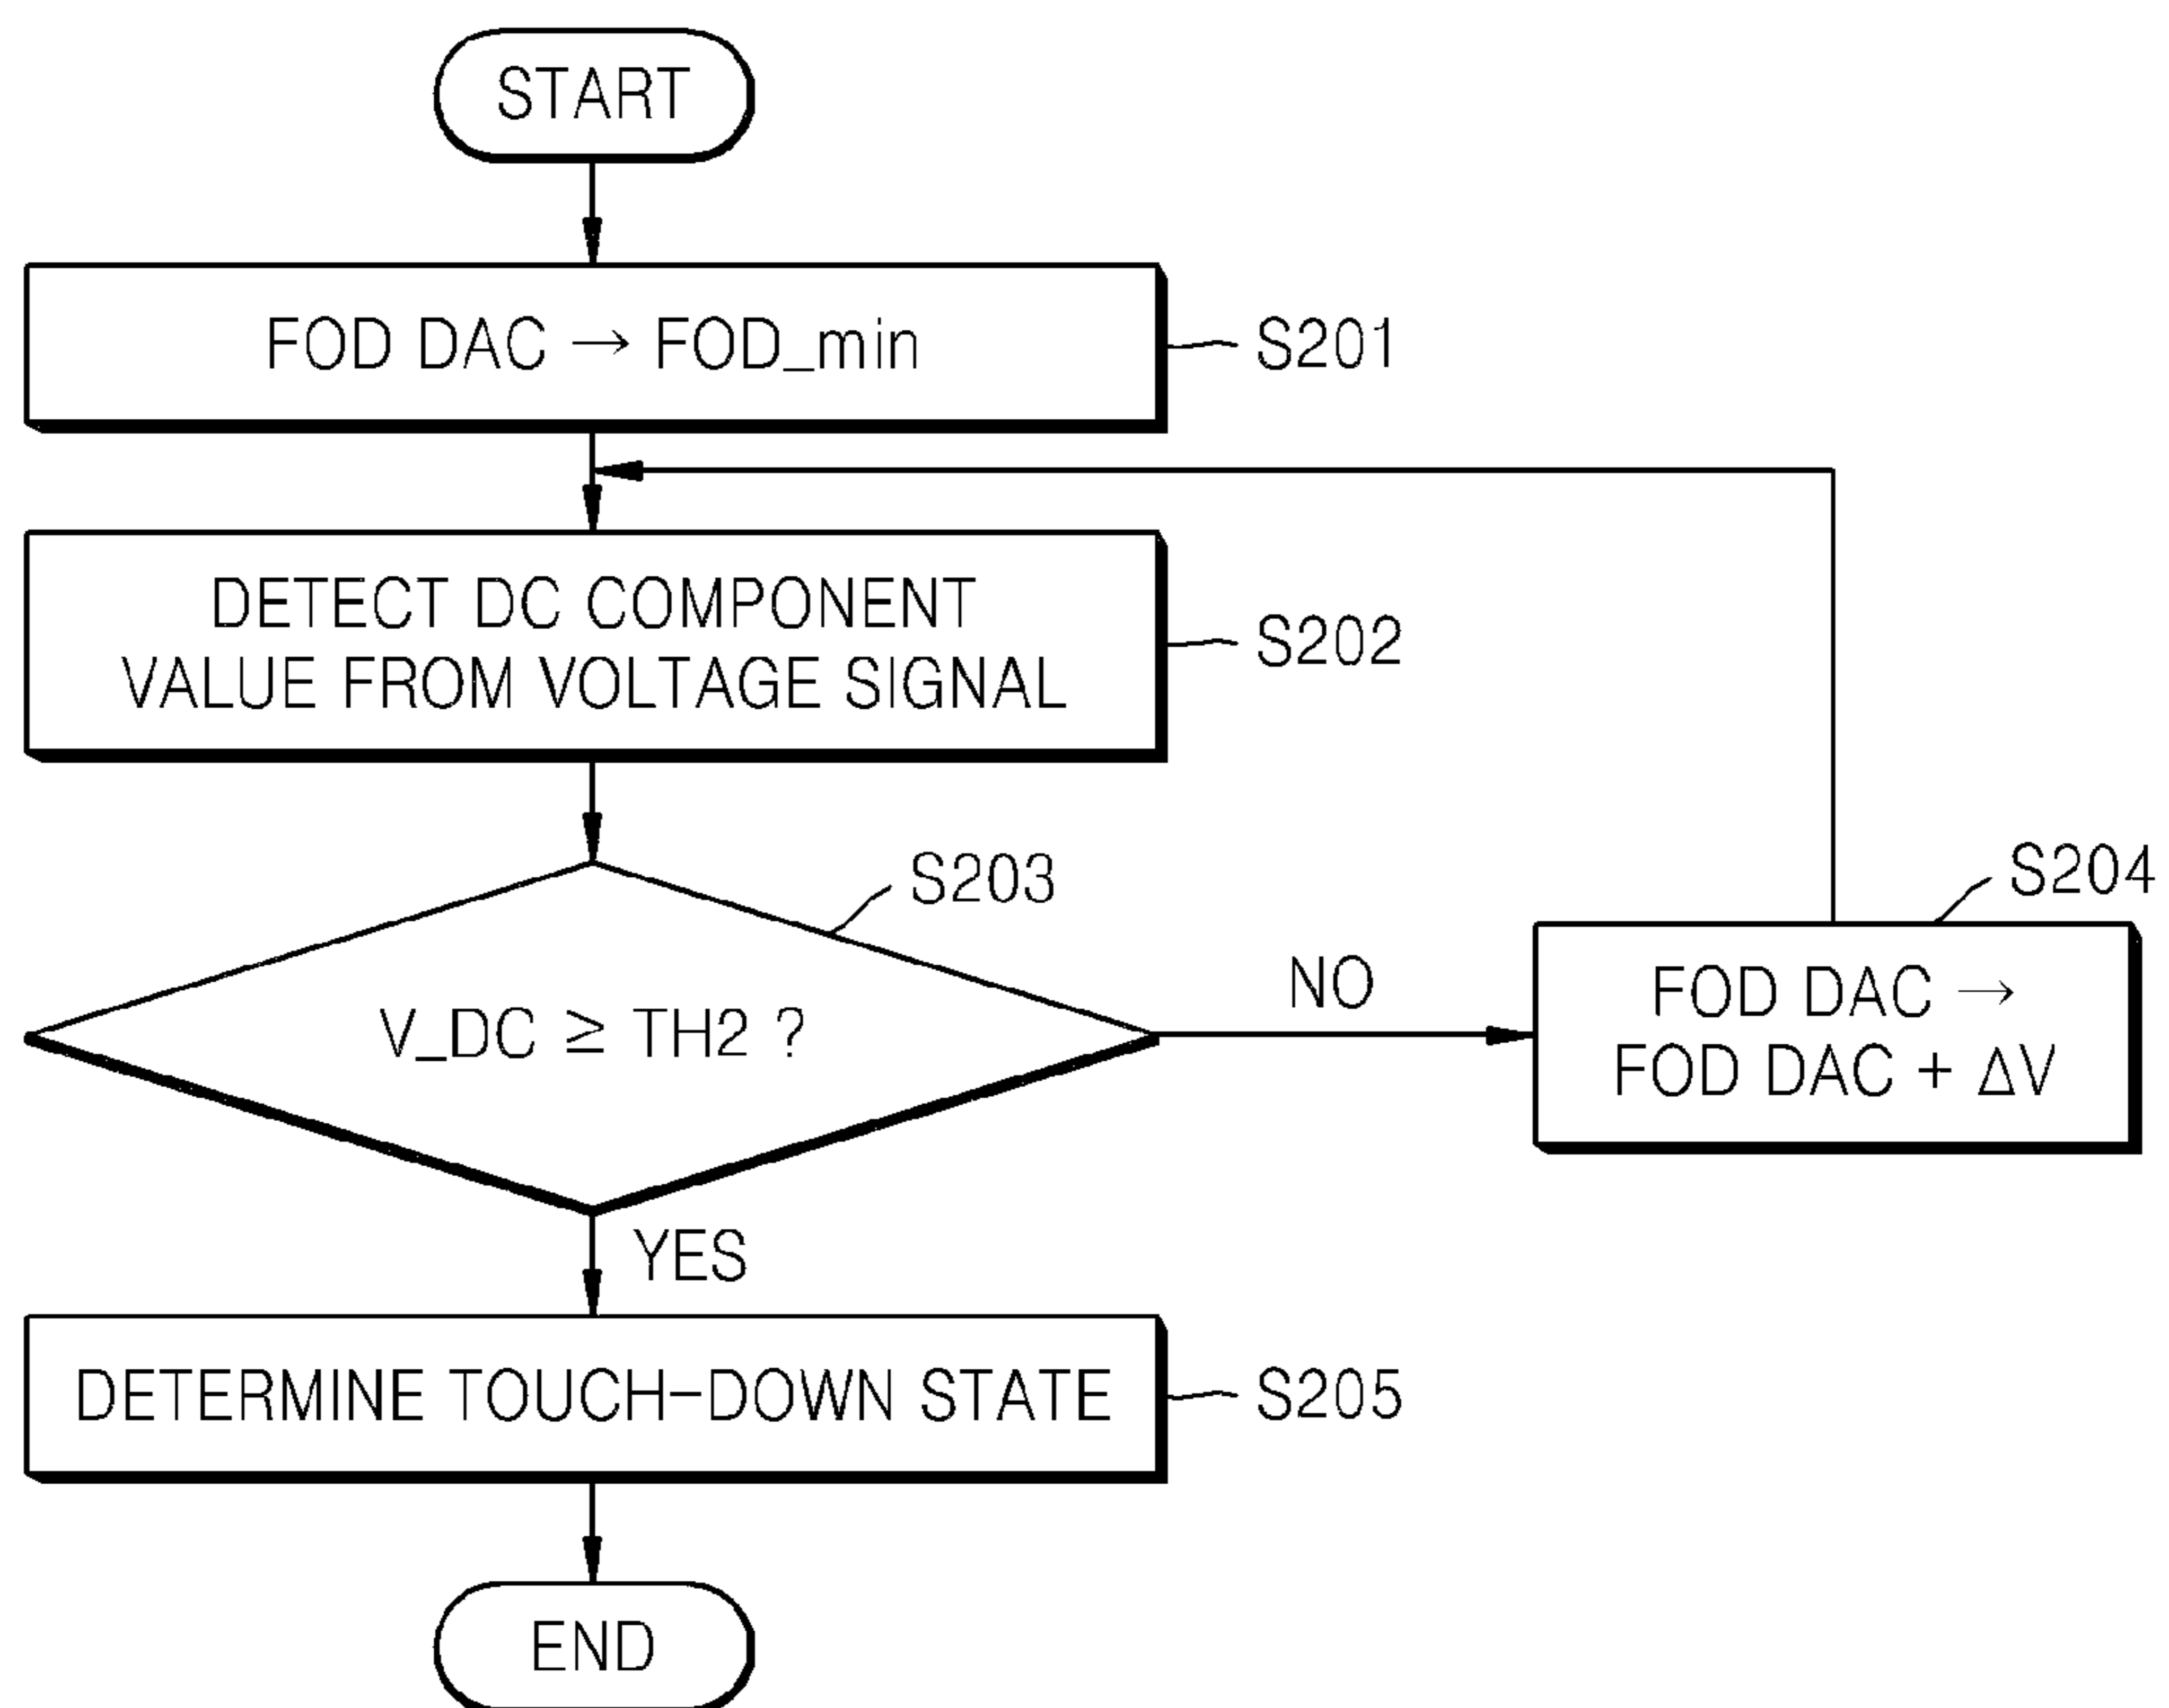 START
FOD DAC → FOD_min
S201
DETECT DC COMPONENT
VALUE FROM VOLTAGE SIGNAL
S202
S203
V_DC ≥ TH2 ?
NO
S204
FOD DAC →
FOD DAC + ΔV
YES
DETERMINE TOUCH-DOWN STATE
S205
END